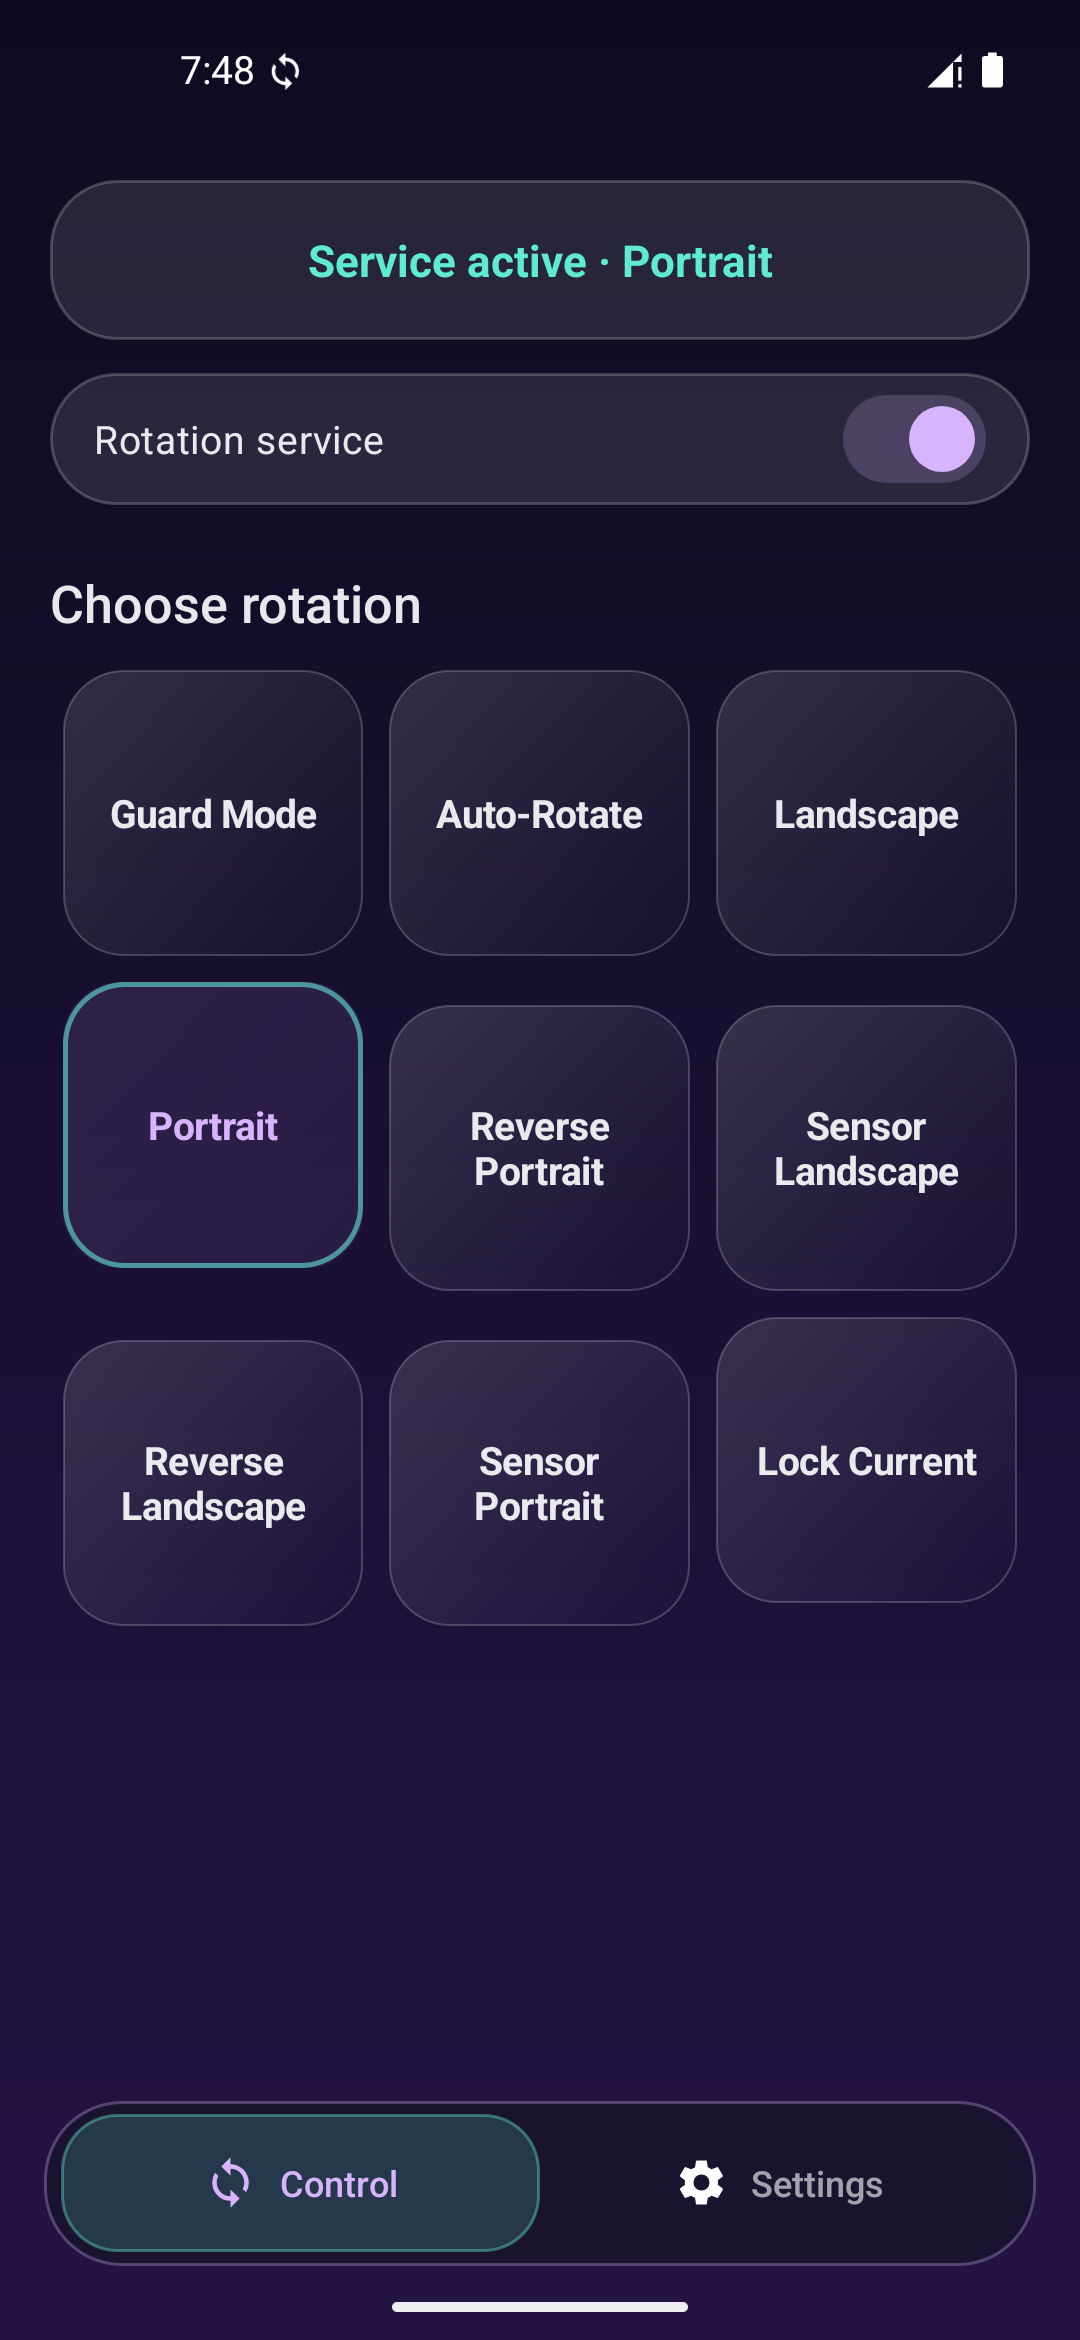 7:48
Service active · Portrait
Rotation service
Choose rotation
Guard Mode
Auto-Rotate
Landscape
Portrait
Reverse
Portrait
Sensor
Landscape
Reverse
Landscape
Sensor
Portrait
Lock Current
Control
Settings